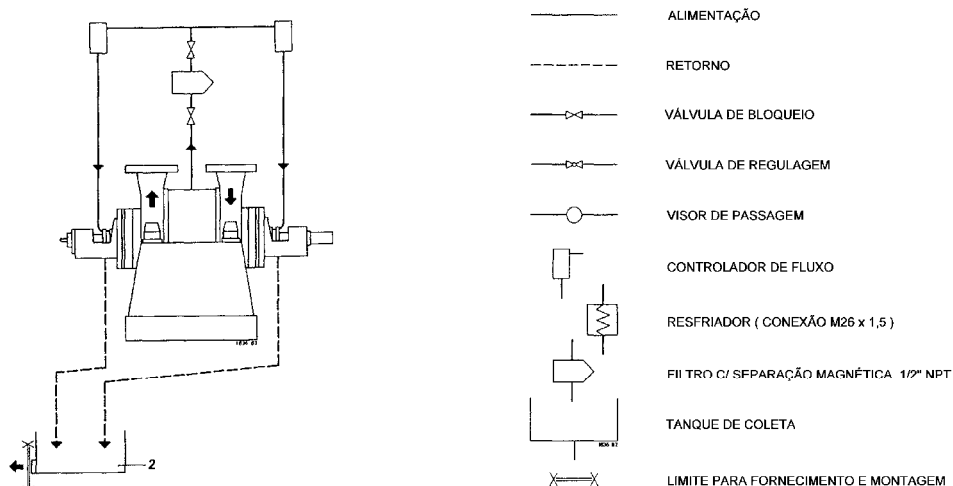 ALIMENTAÇÃO
RETORNO
VÁLVULA DE BLOQUEIO
VÁLVULA DE REGULAGEM
VISOR DE PASSAGEM
CONTROLADOR DE FLUXO
RESFRIADOR ( CONEXÃO M26 x 1,5 )
FILTRO C/ SEPARAÇÃO MAGNÉTICA 1/2" NPT
TANQUE DE COLETA
LIMITE PARA FORNECIMENTO E MONTAGEM
2